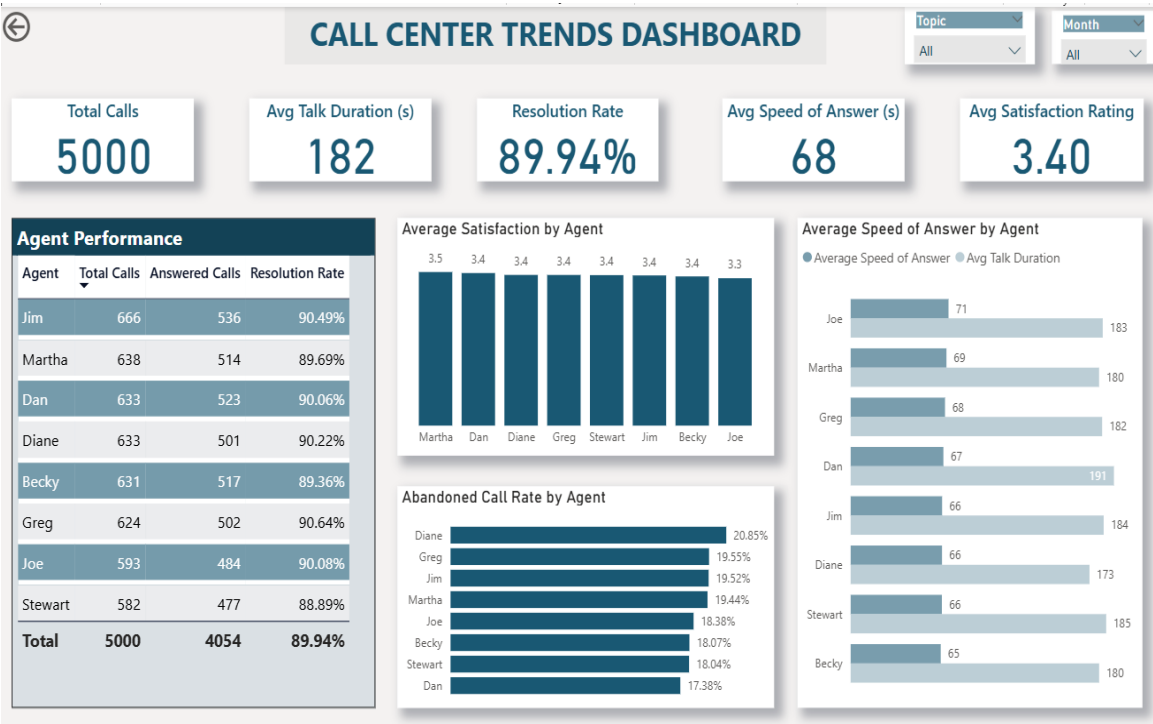 CALL CENTER TRENDS DASHBOARD
Topic
All
Month
All
Total Calls
5000
Avg Talk Duration (s)
182
Resolution Rate
89.94%
Avg Speed of Answer (s)
68
Avg Satisfaction Rating
3.40
Agent Performance
Agent Total Calls Answered Calls Resolution Rate
Jim 666 536 90.49%
Martha 638 514 89.69%
Dan 633 523 90.06%
Diane 633 501 90.22%
Becky 631 517 89.36%
Greg 624 502 90.64%
Joe 593 484 90.08%
Stewart 582 477 88.89%
Total 5000 4054 89.94%
Average Satisfaction by Agent
3.5 3.4 3.4 3.4 3.4 3.4 3.4 3.3
Martha Dan Diane Greg Stewart Jim Becky Joe
Abandoned Call Rate by Agent
Diane 20.85%
Greg 19.55%
Jim 19.52%
Martha 19.44%
Joe 18.38%
Becky 18.07%
Stewart 18.04%
Dan 17.38%
Average Speed of Answer by Agent
Average Speed of Answer Avg Talk Duration
Joe 71 183
Martha 69 180
Greg 68 182
Dan 67 191
Jim 66 184
Diane 66 173
Stewart 66 185
Becky 65 180